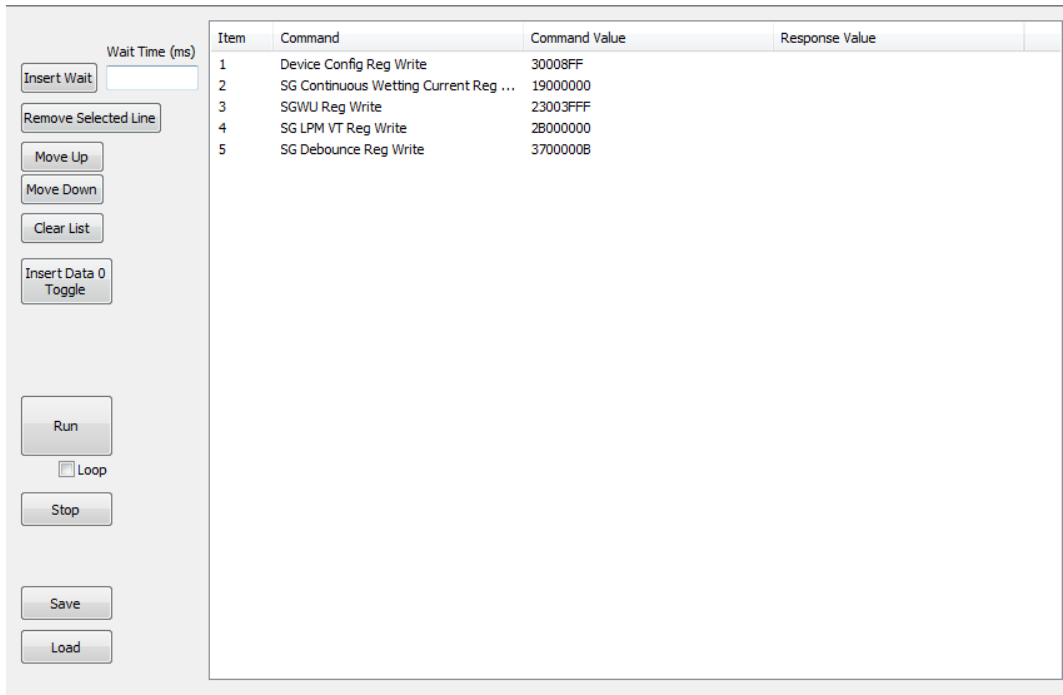 Wait Time (ms)
Insert Wait
Remove Selected Line
Move Up
Move Down
Clear List
Insert Data 0
Toggle
Run
Loop
Stop
Save
Load
Item Command Command Value Response Value
1 Device Config Reg Write 30008FF
2 SG Continuous Wetting Current Reg ... 19000000
3 SGWU Reg Write 23003FFF
4 SG LPM VT Reg Write 2B000000
5 SG Debounce Reg Write 3700000B